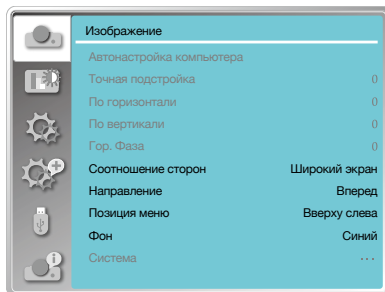 Изображение
Автонастройка компьютера
Точная подстройка 0
По горизонтали 0
По вертикали 0
Гор. Фаза 0
Соотношение сторон Широкий экран
Направление Вперед
Позиция меню Вверху слева
Фон Синий
Система ...